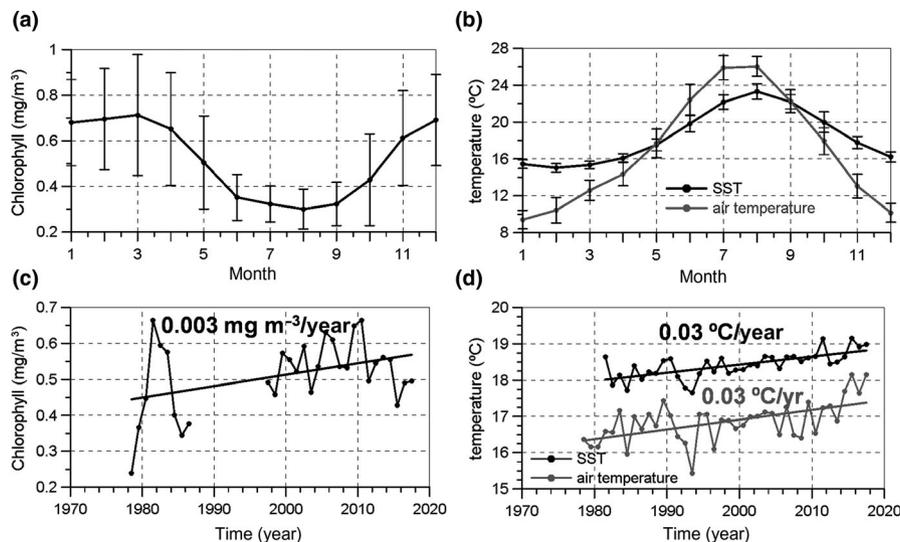 (a)
Chlorophyll (mg/m³)
1
0.8
0.6
0.4
0.2
1 3 5 7 9 11
Month
(b)
temperature (ºC)
28
24
20
16
12
8
SST
air temperature
1 3 5 7 9 11
Month
(c)
Chlorophyll (mg/m³)
0.7
0.6
0.5
0.4
0.3
0.2
0.003 mg m⁻³/year
1970 1980 1990 2000 2010 2020
Time (year)
(d)
temperature (ºC)
20
19
18
17
16
15
0.03 ºC/year
0.03 ºC/yr
SST
air temperature
1970 1980 1990 2000 2010 2020
Time (year)